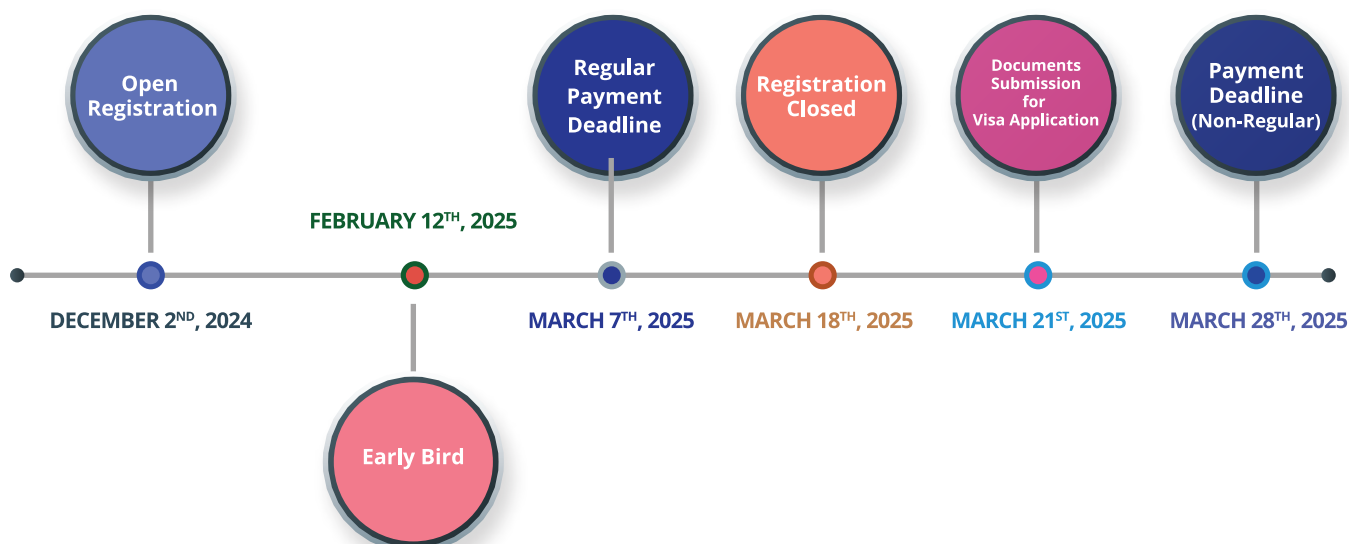 Open
Registration
Regular
Payment
Deadline
Registration
Closed
Documents
Submission
for
Visa Application
Payment
Deadline
(Non-Regular)
FEBRUARY 12TH, 2025
DECEMBER 2ND, 2024
MARCH 7TH, 2025
MARCH 18TH, 2025
MARCH 21ST, 2025
MARCH 28TH, 2025
Early Bird